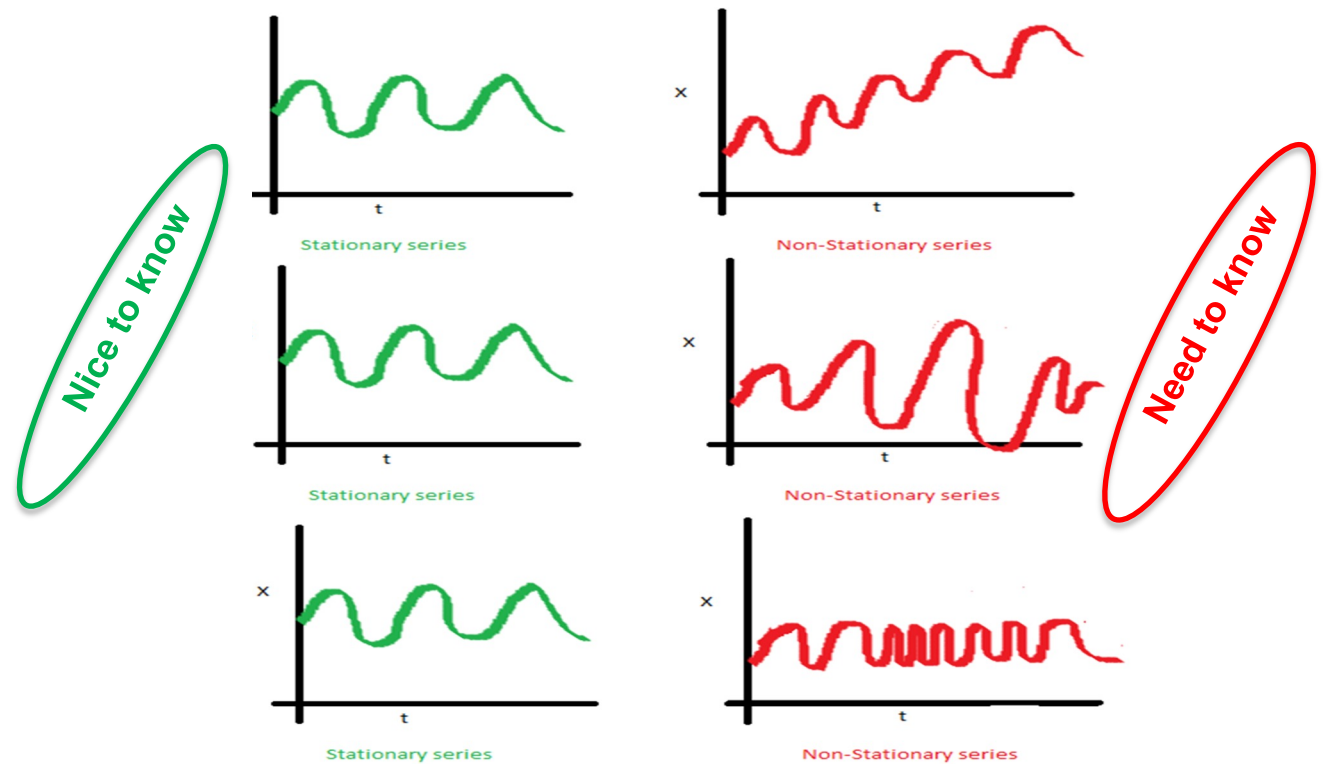 x
t
t
Stationary series
Non-Stationary series
Nice to know
Need to know
x
t
t
Stationary series
Non-Stationary series
x
x
t
t
Stationary series
Non-Stationary series